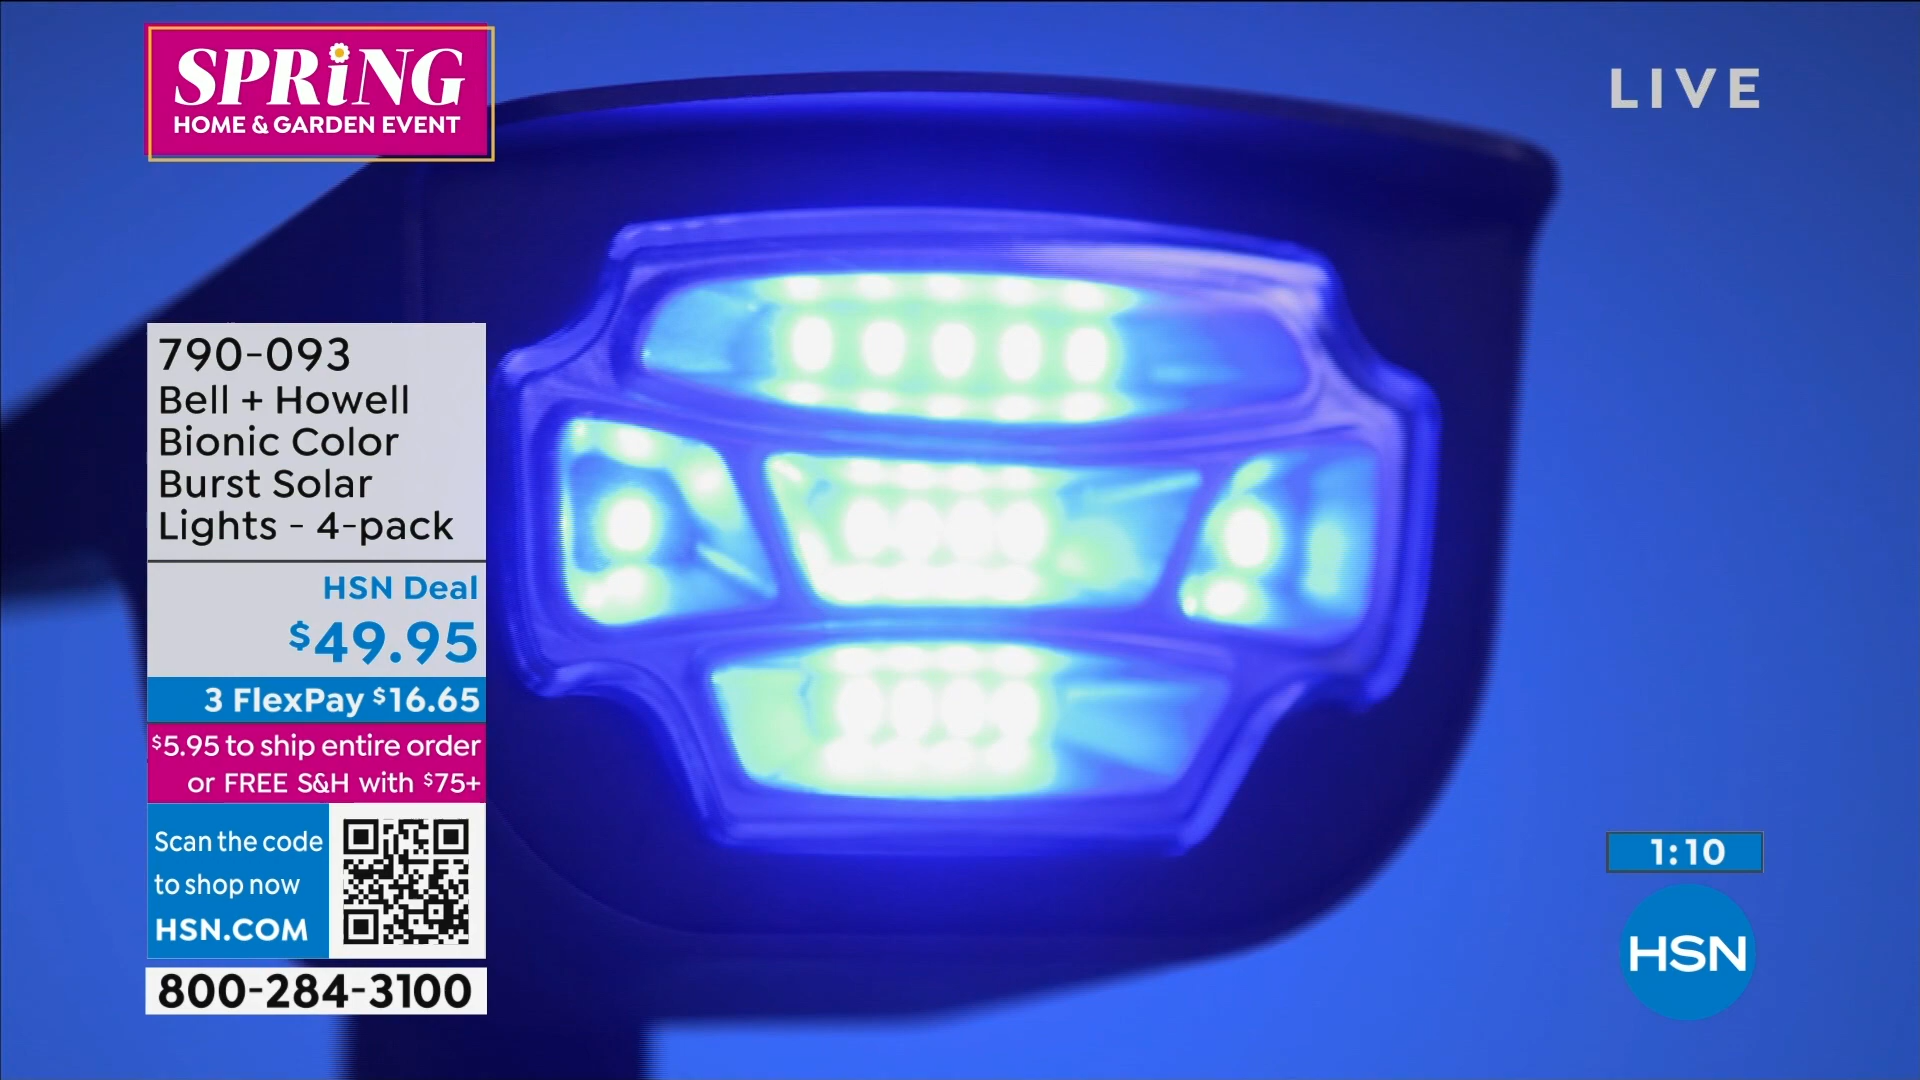 SPRiNG
HOME & GARDEN EVENT
LIVE
790-093
Bell + Howell
Bionic Color
Burst Solar
Lights - 4-pack
HSN Deal
$49.95
3 FlexPay $16.65
$5.95 to ship entire order
or FREE S&H with $75+
Scan the code
to shop now
HSN.COM
800-284-3100
1:10
HSN